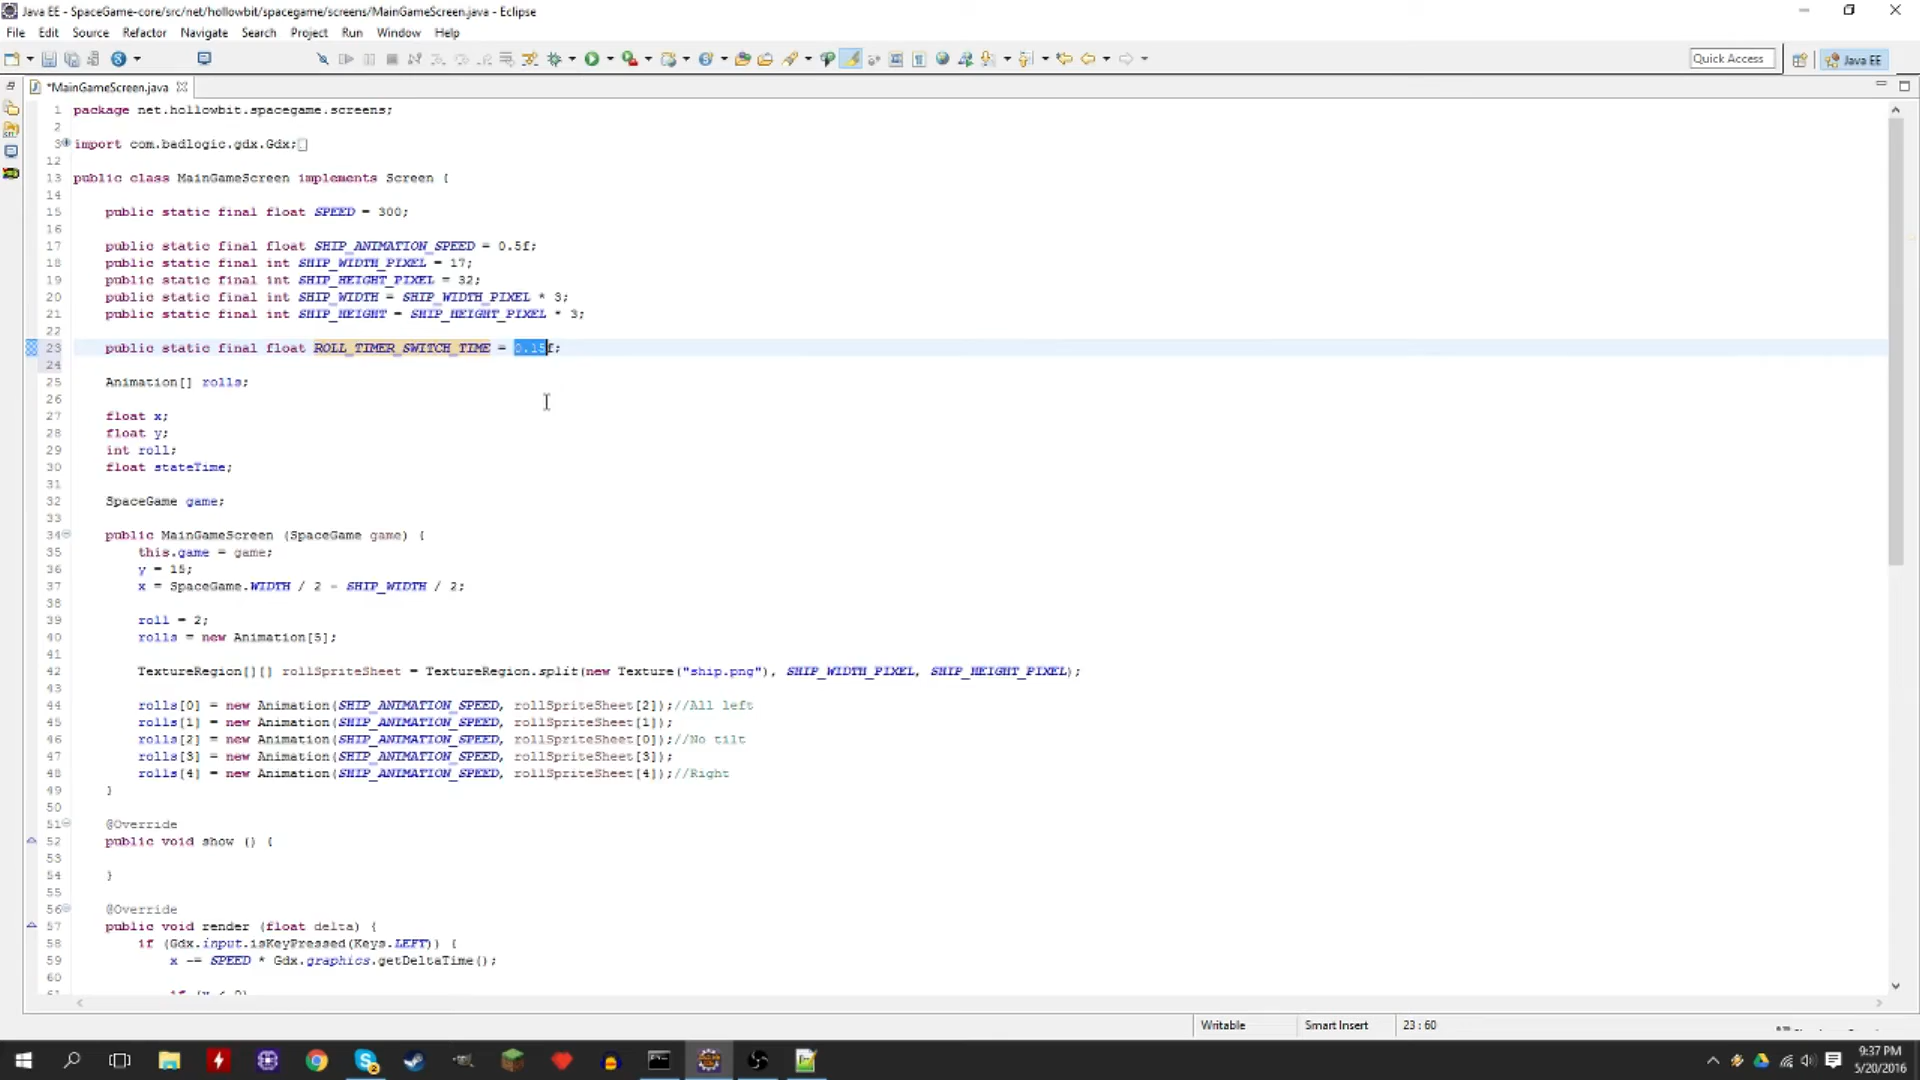 Java EE - SpaceGame-core/src/net/hollowbit/spacegame/screens/MainGameScreen.java - Eclipse
File Edit Source Refactor Navigate Search Project Run Window Help
Quick Access Java EE
*MainGameScreen.java
1 package net.hollowbit.spacegame.screens;
2
3 import com.badlogic.gdx.Gdx;
12
13 public class MainGameScreen implements Screen {
14
15 public static final float SPEED = 300;
16
17 public static final float SHIP_ANIMATION_SPEED = 0.5f;
18 public static final int SHIP_WIDTH_PIXEL = 17;
19 public static final int SHIP_HEIGHT_PIXEL = 32;
20 public static final int SHIP_WIDTH = SHIP_WIDTH_PIXEL * 3;
21 public static final int SHIP_HEIGHT = SHIP_HEIGHT_PIXEL * 3;
22
23 public static final float ROLL_TIMER_SWITCH_TIME = 0.15f;
24
25 Animation[] rolls;
26
27 float x;
28 float y;
29 int roll;
30 float stateTime;
31
32 SpaceGame game;
33
34 public MainGameScreen (SpaceGame game) {
35 this.game = game;
36 y = 15;
37 x = SpaceGame.WIDTH / 2 - SHIP_WIDTH / 2;
38
39 roll = 2;
40 rolls = new Animation[5];
41
42 TextureRegion[][] rollSpriteSheet = TextureRegion.split(new Texture("ship.png"), SHIP_WIDTH_PIXEL, SHIP_HEIGHT_PIXEL);
43
44 rolls[0] = new Animation(SHIP_ANIMATION_SPEED, rollSpriteSheet[2]);//All left
45 rolls[1] = new Animation(SHIP_ANIMATION_SPEED, rollSpriteSheet[1]);
46 rolls[2] = new Animation(SHIP_ANIMATION_SPEED, rollSpriteSheet[0]);//No tilt
47 rolls[3] = new Animation(SHIP_ANIMATION_SPEED, rollSpriteSheet[3]);
48 rolls[4] = new Animation(SHIP_ANIMATION_SPEED, rollSpriteSheet[4]);//Right
49 }
50
51 @Override
52 public void show () {
53
54 }
55
56 @Override
57 public void render (float delta) {
58 if (Gdx.input.isKeyPressed(Keys.LEFT)) {
59 x -= SPEED * Gdx.graphics.getDeltaTime();
60
Writable Smart Insert 23 : 60
9:37 PM
5/20/2016